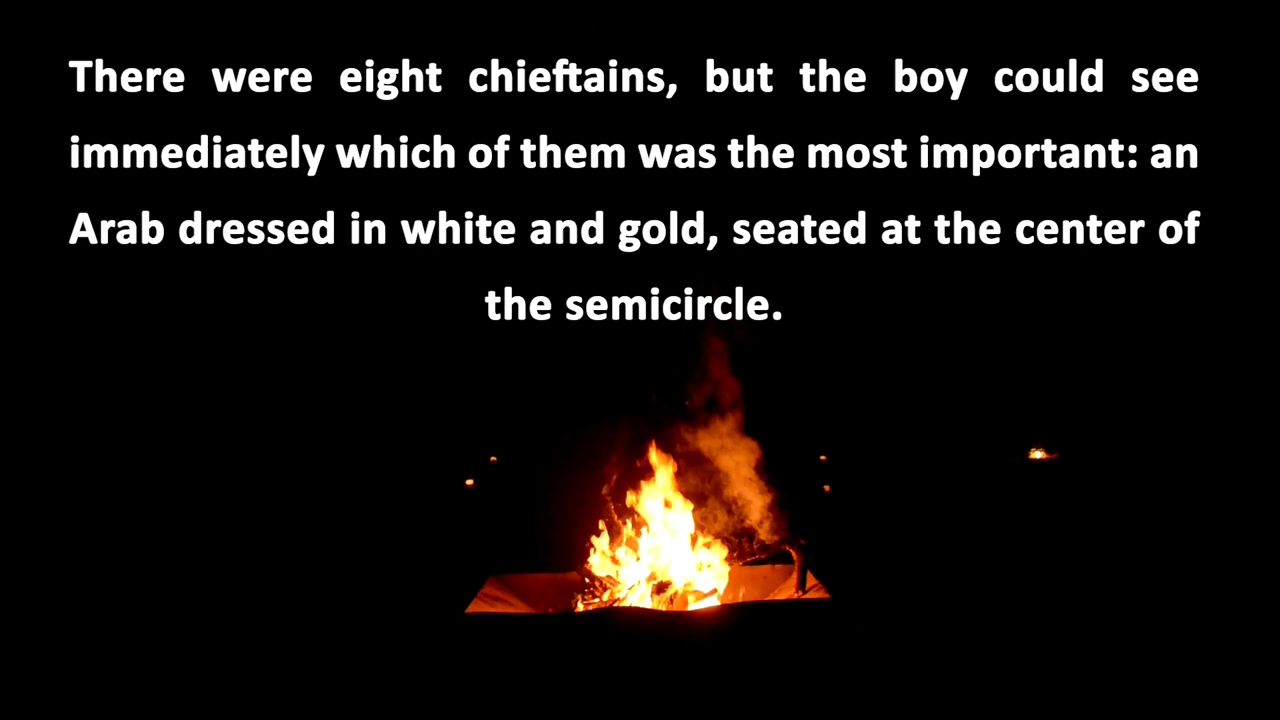 There were eight chieftains, but the boy could see
immediately which of them was the most important: an
Arab dressed in white and gold, seated at the center of
the semicircle.